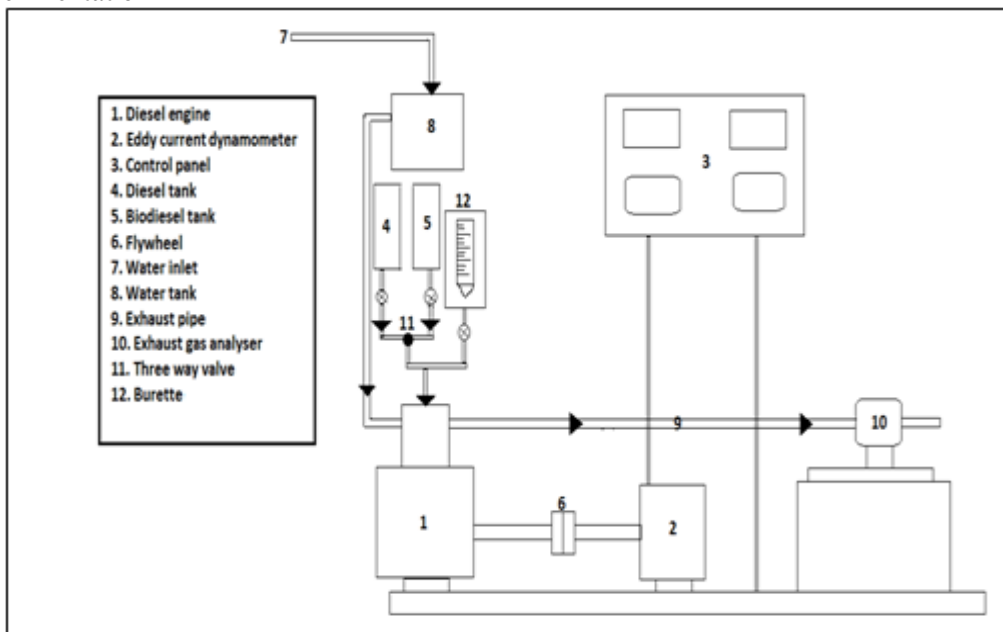 7
8
1. Diesel engine
2. Eddy current dynamometer
3. Control panel
4. Diesel tank
5. Biodiesel tank
6. Flywheel
7. Water inlet
8. Water tank
9. Exhaust pipe
10. Exhaust gas analyser
11. Three way valve
12. Burette
3
12
4
5
11
9
10
6
1
2